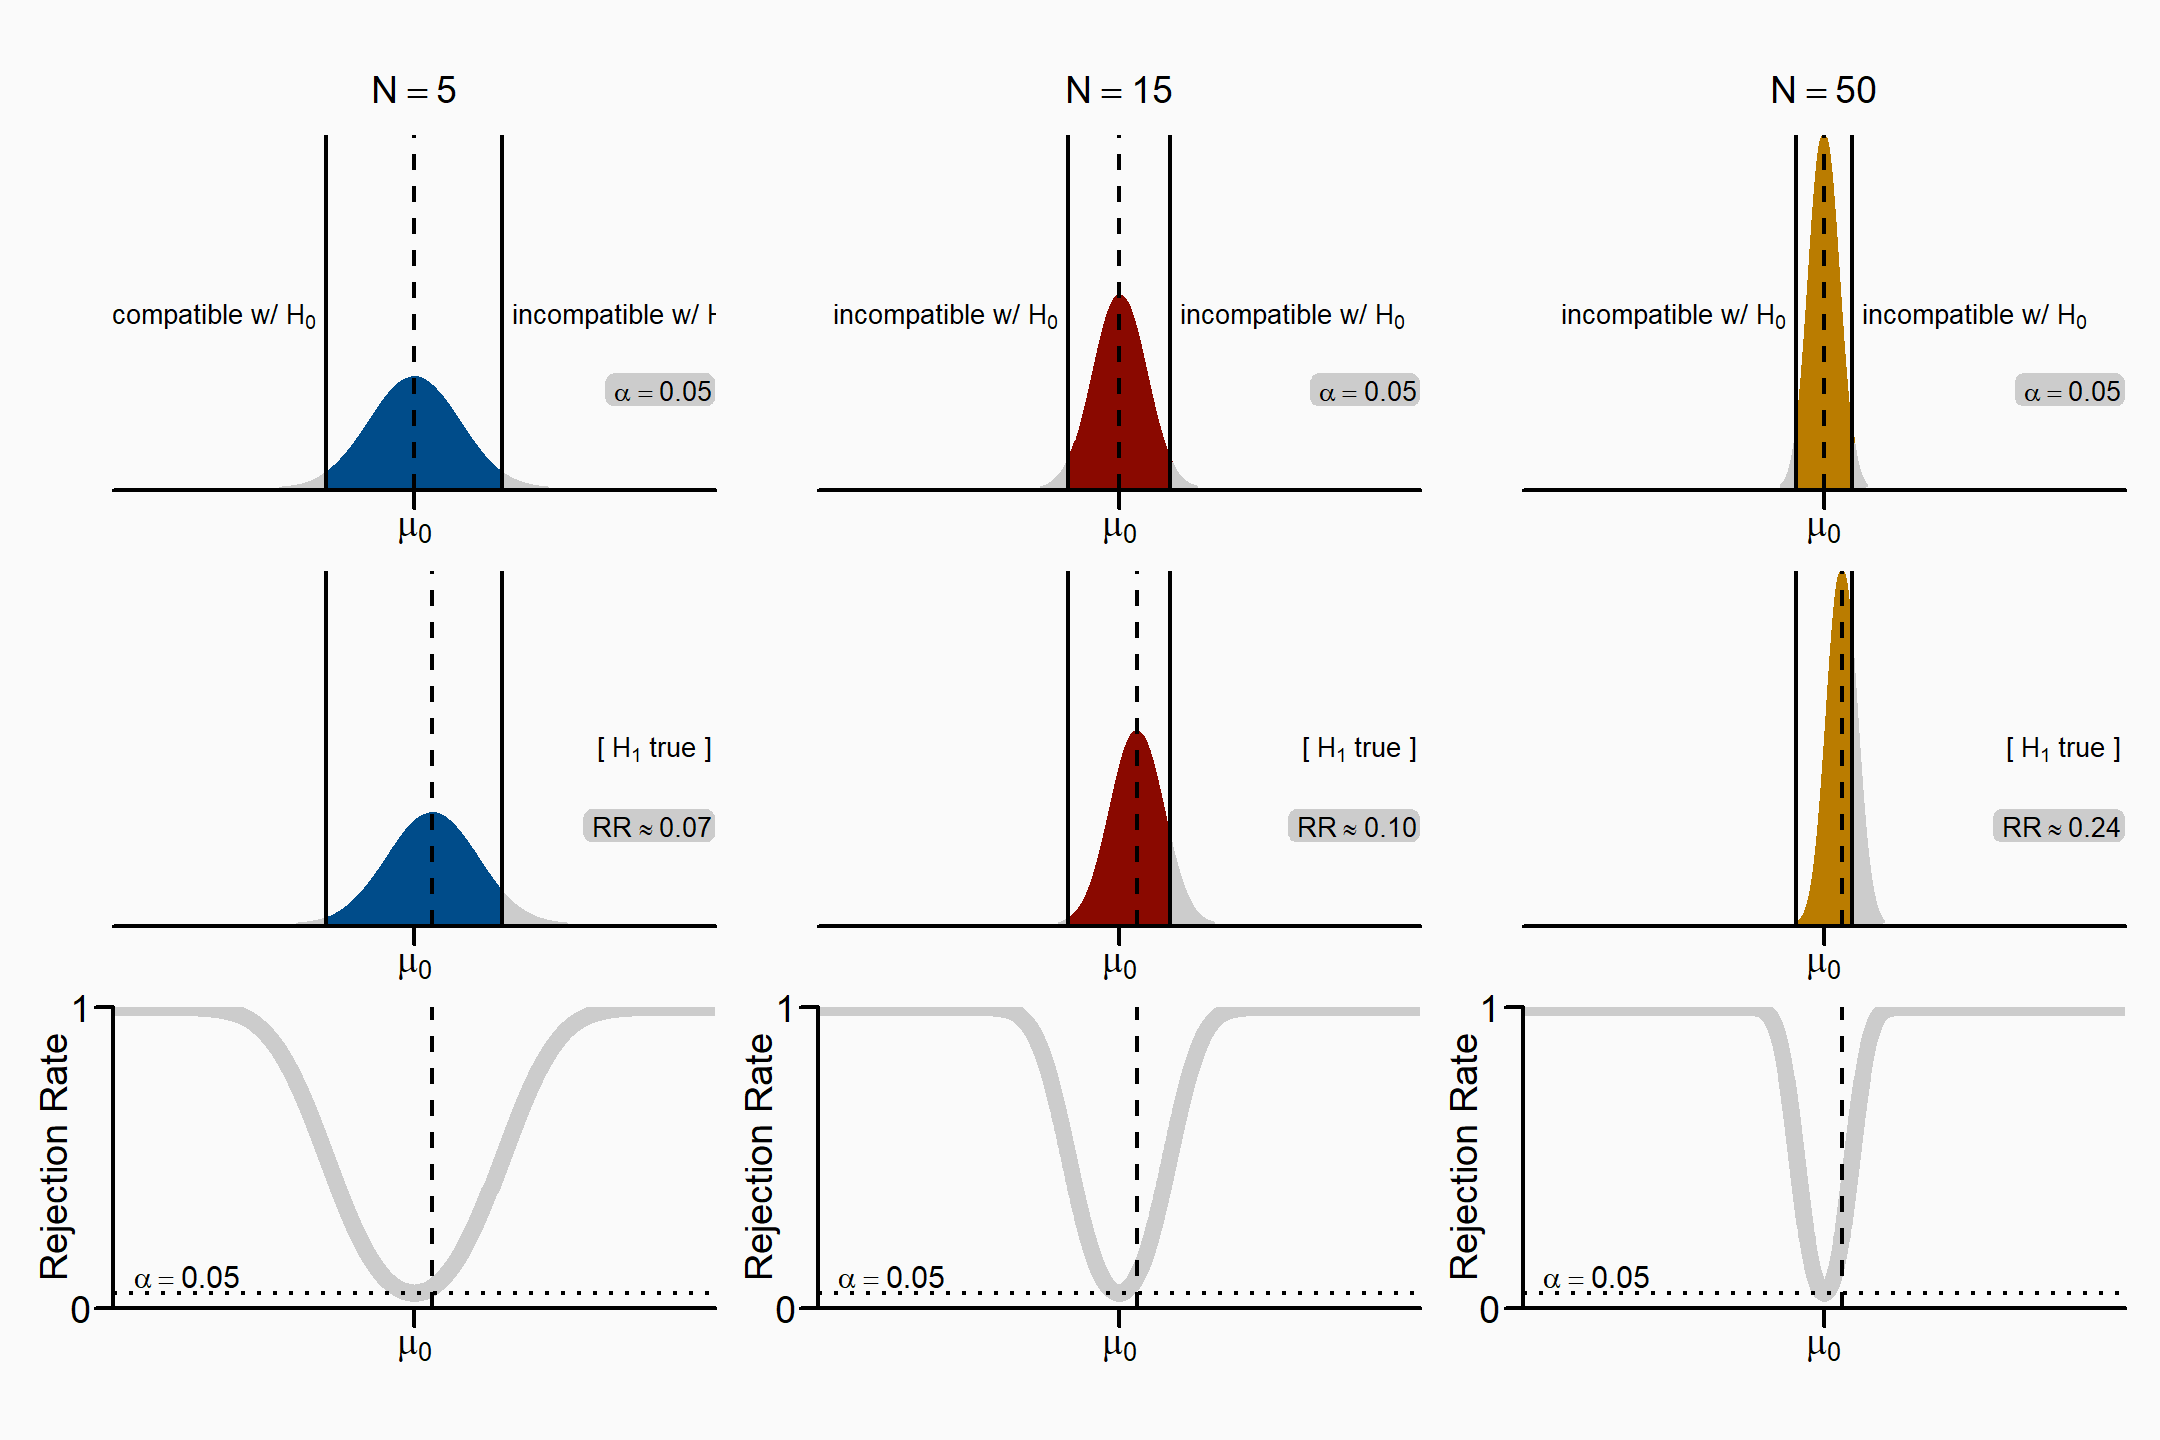 N = 5
N = 15
N = 50
compatible w/ H₀
incompatible w/ H
incompatible w/ H₀
incompatible w/ H₀
incompatible w/ H₀
incompatible w/ H₀
α = 0.05
α = 0.05
α = 0.05
μ₀
μ₀
μ₀
[ H₁ true ]
[ H₁ true ]
[ H₁ true ]
RR ≈ 0.07
RR ≈ 0.10
RR ≈ 0.24
μ₀
μ₀
μ₀
1
Rejection Rate
α = 0.05
0
μ₀
1
Rejection Rate
α = 0.05
0
μ₀
1
Rejection Rate
α = 0.05
0
μ₀